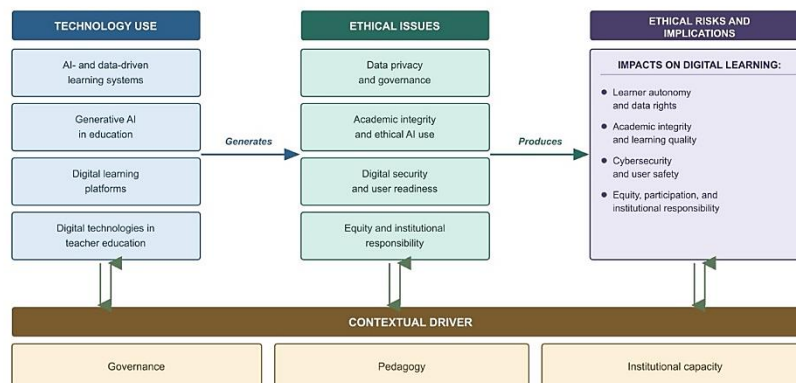 TECHNOLOGY USE
AI- and data-driven
learning systems
Generative AI
in education
Digital learning
platforms
Digital technologies in
teacher education
Generates
ETHICAL ISSUES
Data privacy
and governance
Academic integrity
and ethical AI use
Digital security
and user readiness
Equity and institutional
responsibility
Produces
ETHICAL RISKS AND
IMPLICATIONS
IMPACTS ON DIGITAL LEARNING:
● Learner autonomy
and data rights
● Academic integrity
and learning quality
● Cybersecurity
and user safety
● Equity, participation, and
institutional responsibility
CONTEXTUAL DRIVER
Governance
Pedagogy
Institutional capacity